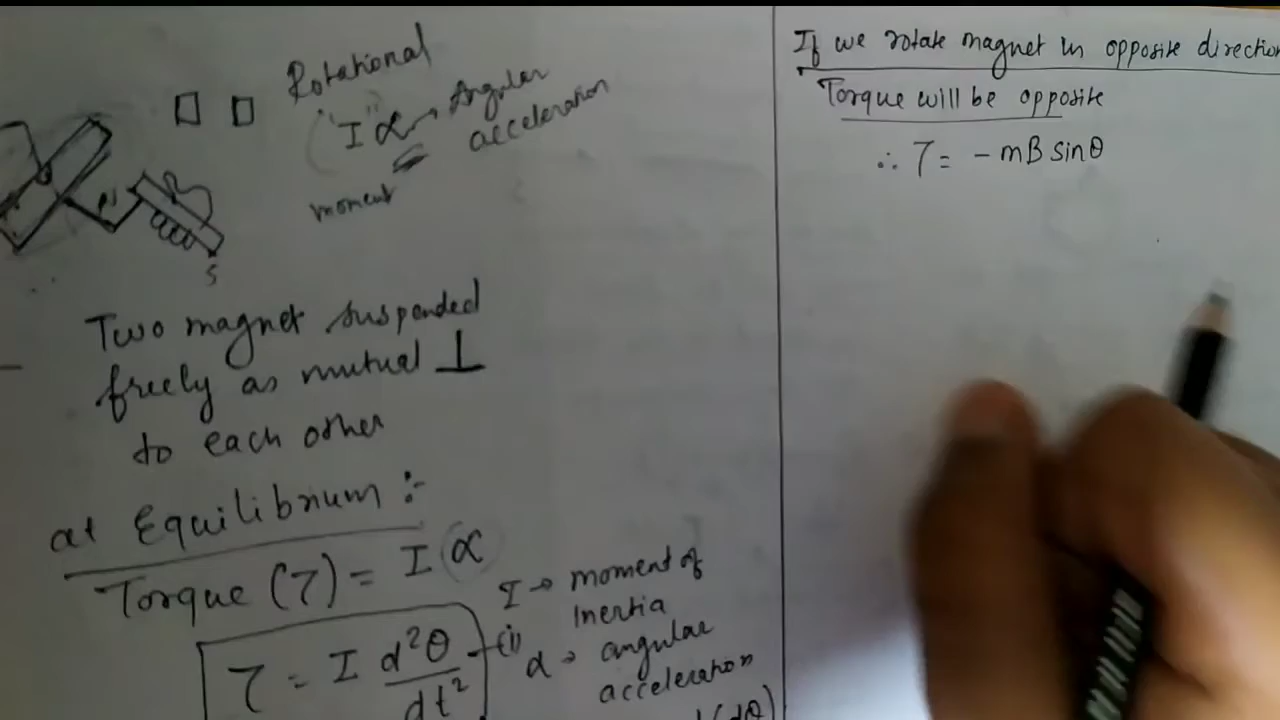 Rotational
"I" α → Angular
acceleration
moment
S
Two magnet suspended
freely as mutual ⊥
to each other
at Equilibrium :-
Torque (τ) = I α
I → moment of
Inertia
τ = I d²θ/dt² –(i)
α → angular
acceleration
d(dθ)
If we rotate magnet in opposite direction
Torque will be opposite
∴ τ = - mB sinθ